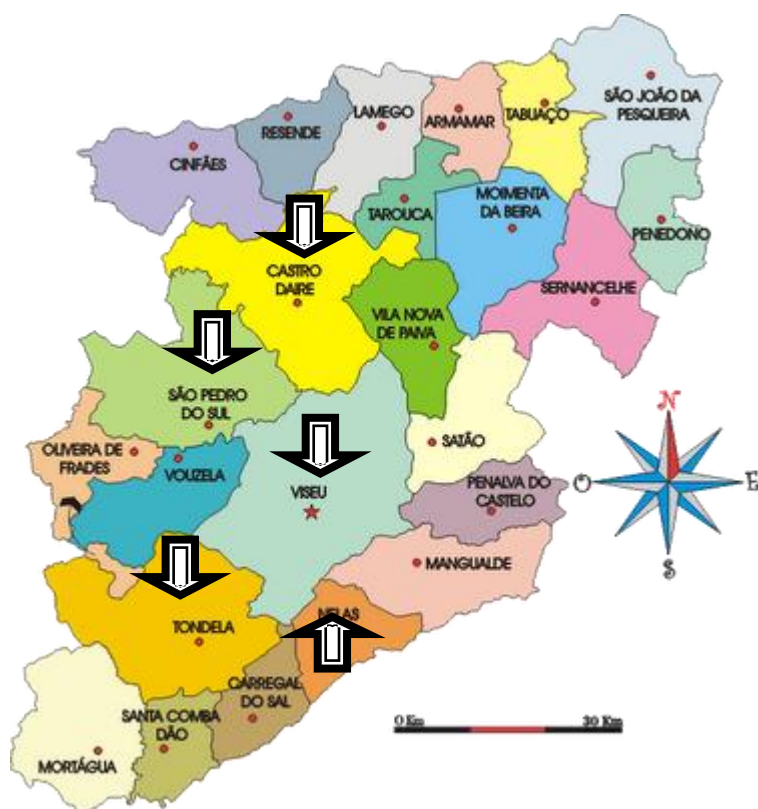 SÃO JOÃO DA
PESQUEIRA
TABUAÇO
LAMEGO
ARMAMAR
RESENDE
CINFÃES
MOIMENTA
DA BEIRA
TAROUCA
PENEDONO
CASTRO
DAIRE
SERNANCELHE
VILA NOVA
DE PAIVA
SÃO PEDRO
DO SUL
N
OLIVEIRA DE
FRADES
SATÃO
VOUZELA
PENALVA DO
CASTELO
O
E
VISEU
MANGUALDE
S
NELAS
TONDELA
CARREGAL
DO SAL
SANTA COMBA
DÃO
0 Km
30 Km
MORTÁGUA